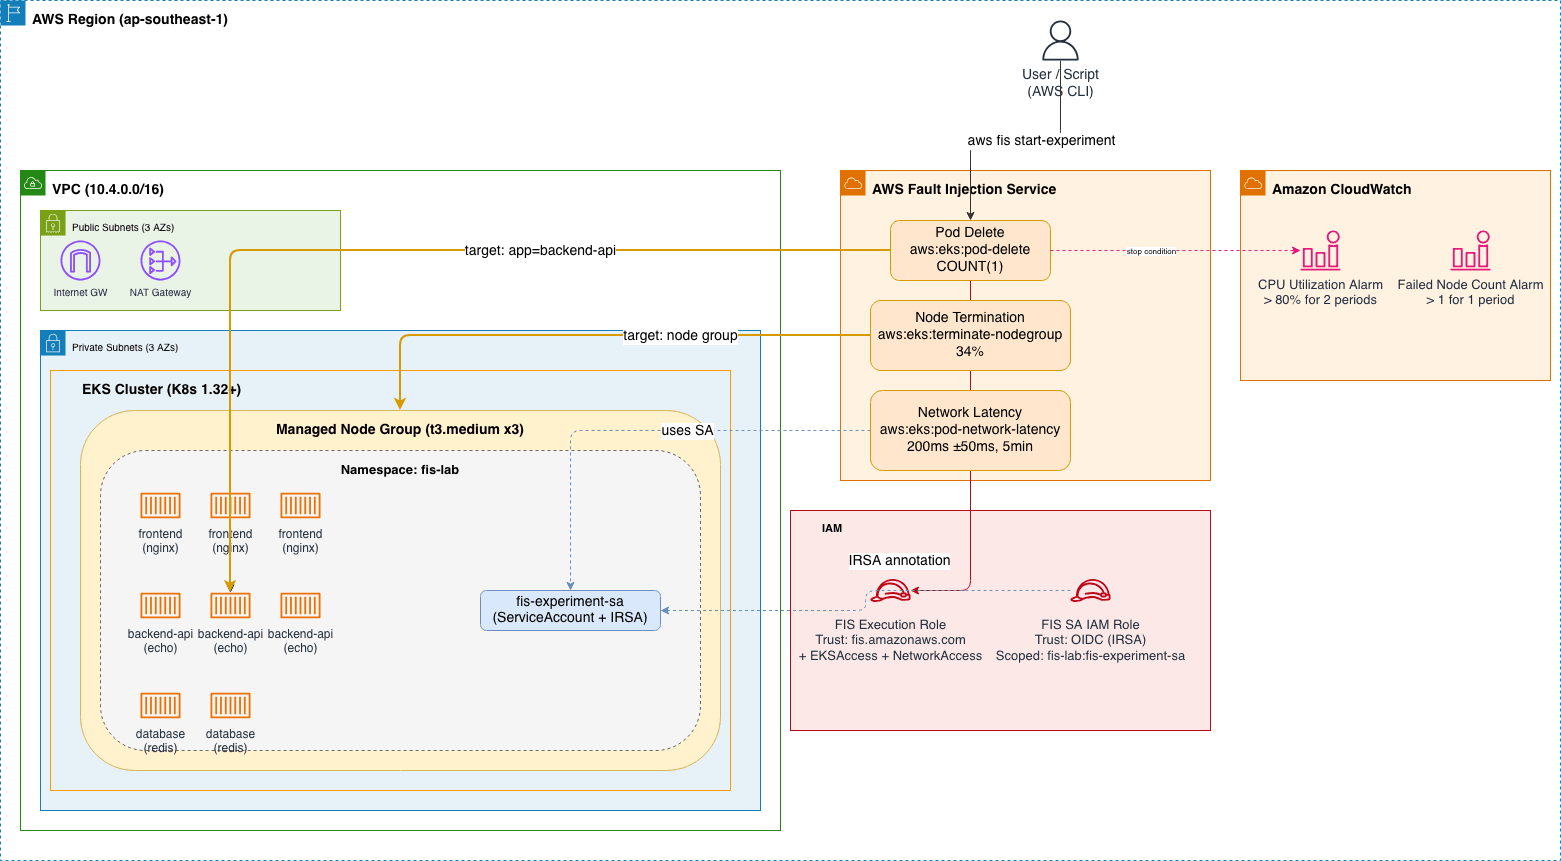 AWS Region (ap-southeast-1)
User / Script
(AWS CLI)
aws fis start-experiment
VPC (10.4.0.0/16)
Public Subnets (3 AZs)
Internet GW
NAT Gateway
target: app=backend-api
target: node group
Private Subnets (3 AZs)
EKS Cluster (K8s 1.32+)
Managed Node Group (t3.medium x3)
uses SA
Namespace: fis-lab
frontend
(nginx)
frontend
(nginx)
frontend
(nginx)
backend-api
(echo)
backend-api
(echo)
backend-api
(echo)
database
(redis)
database
(redis)
fis-experiment-sa
(ServiceAccount + IRSA)
AWS Fault Injection Service
Pod Delete
aws:eks:pod-delete
COUNT(1)
stop condition
Node Termination
aws:eks:terminate-nodegroup
34%
Network Latency
aws:eks:pod-network-latency
200ms ±50ms, 5min
Amazon CloudWatch
CPU Utilization Alarm
> 80% for 2 periods
Failed Node Count Alarm
> 1 for 1 period
IAM
IRSA annotation
FIS Execution Role
Trust: fis.amazonaws.com
+ EKSAccess + NetworkAccess
FIS SA IAM Role
Trust: OIDC (IRSA)
Scoped: fis-lab:fis-experiment-sa